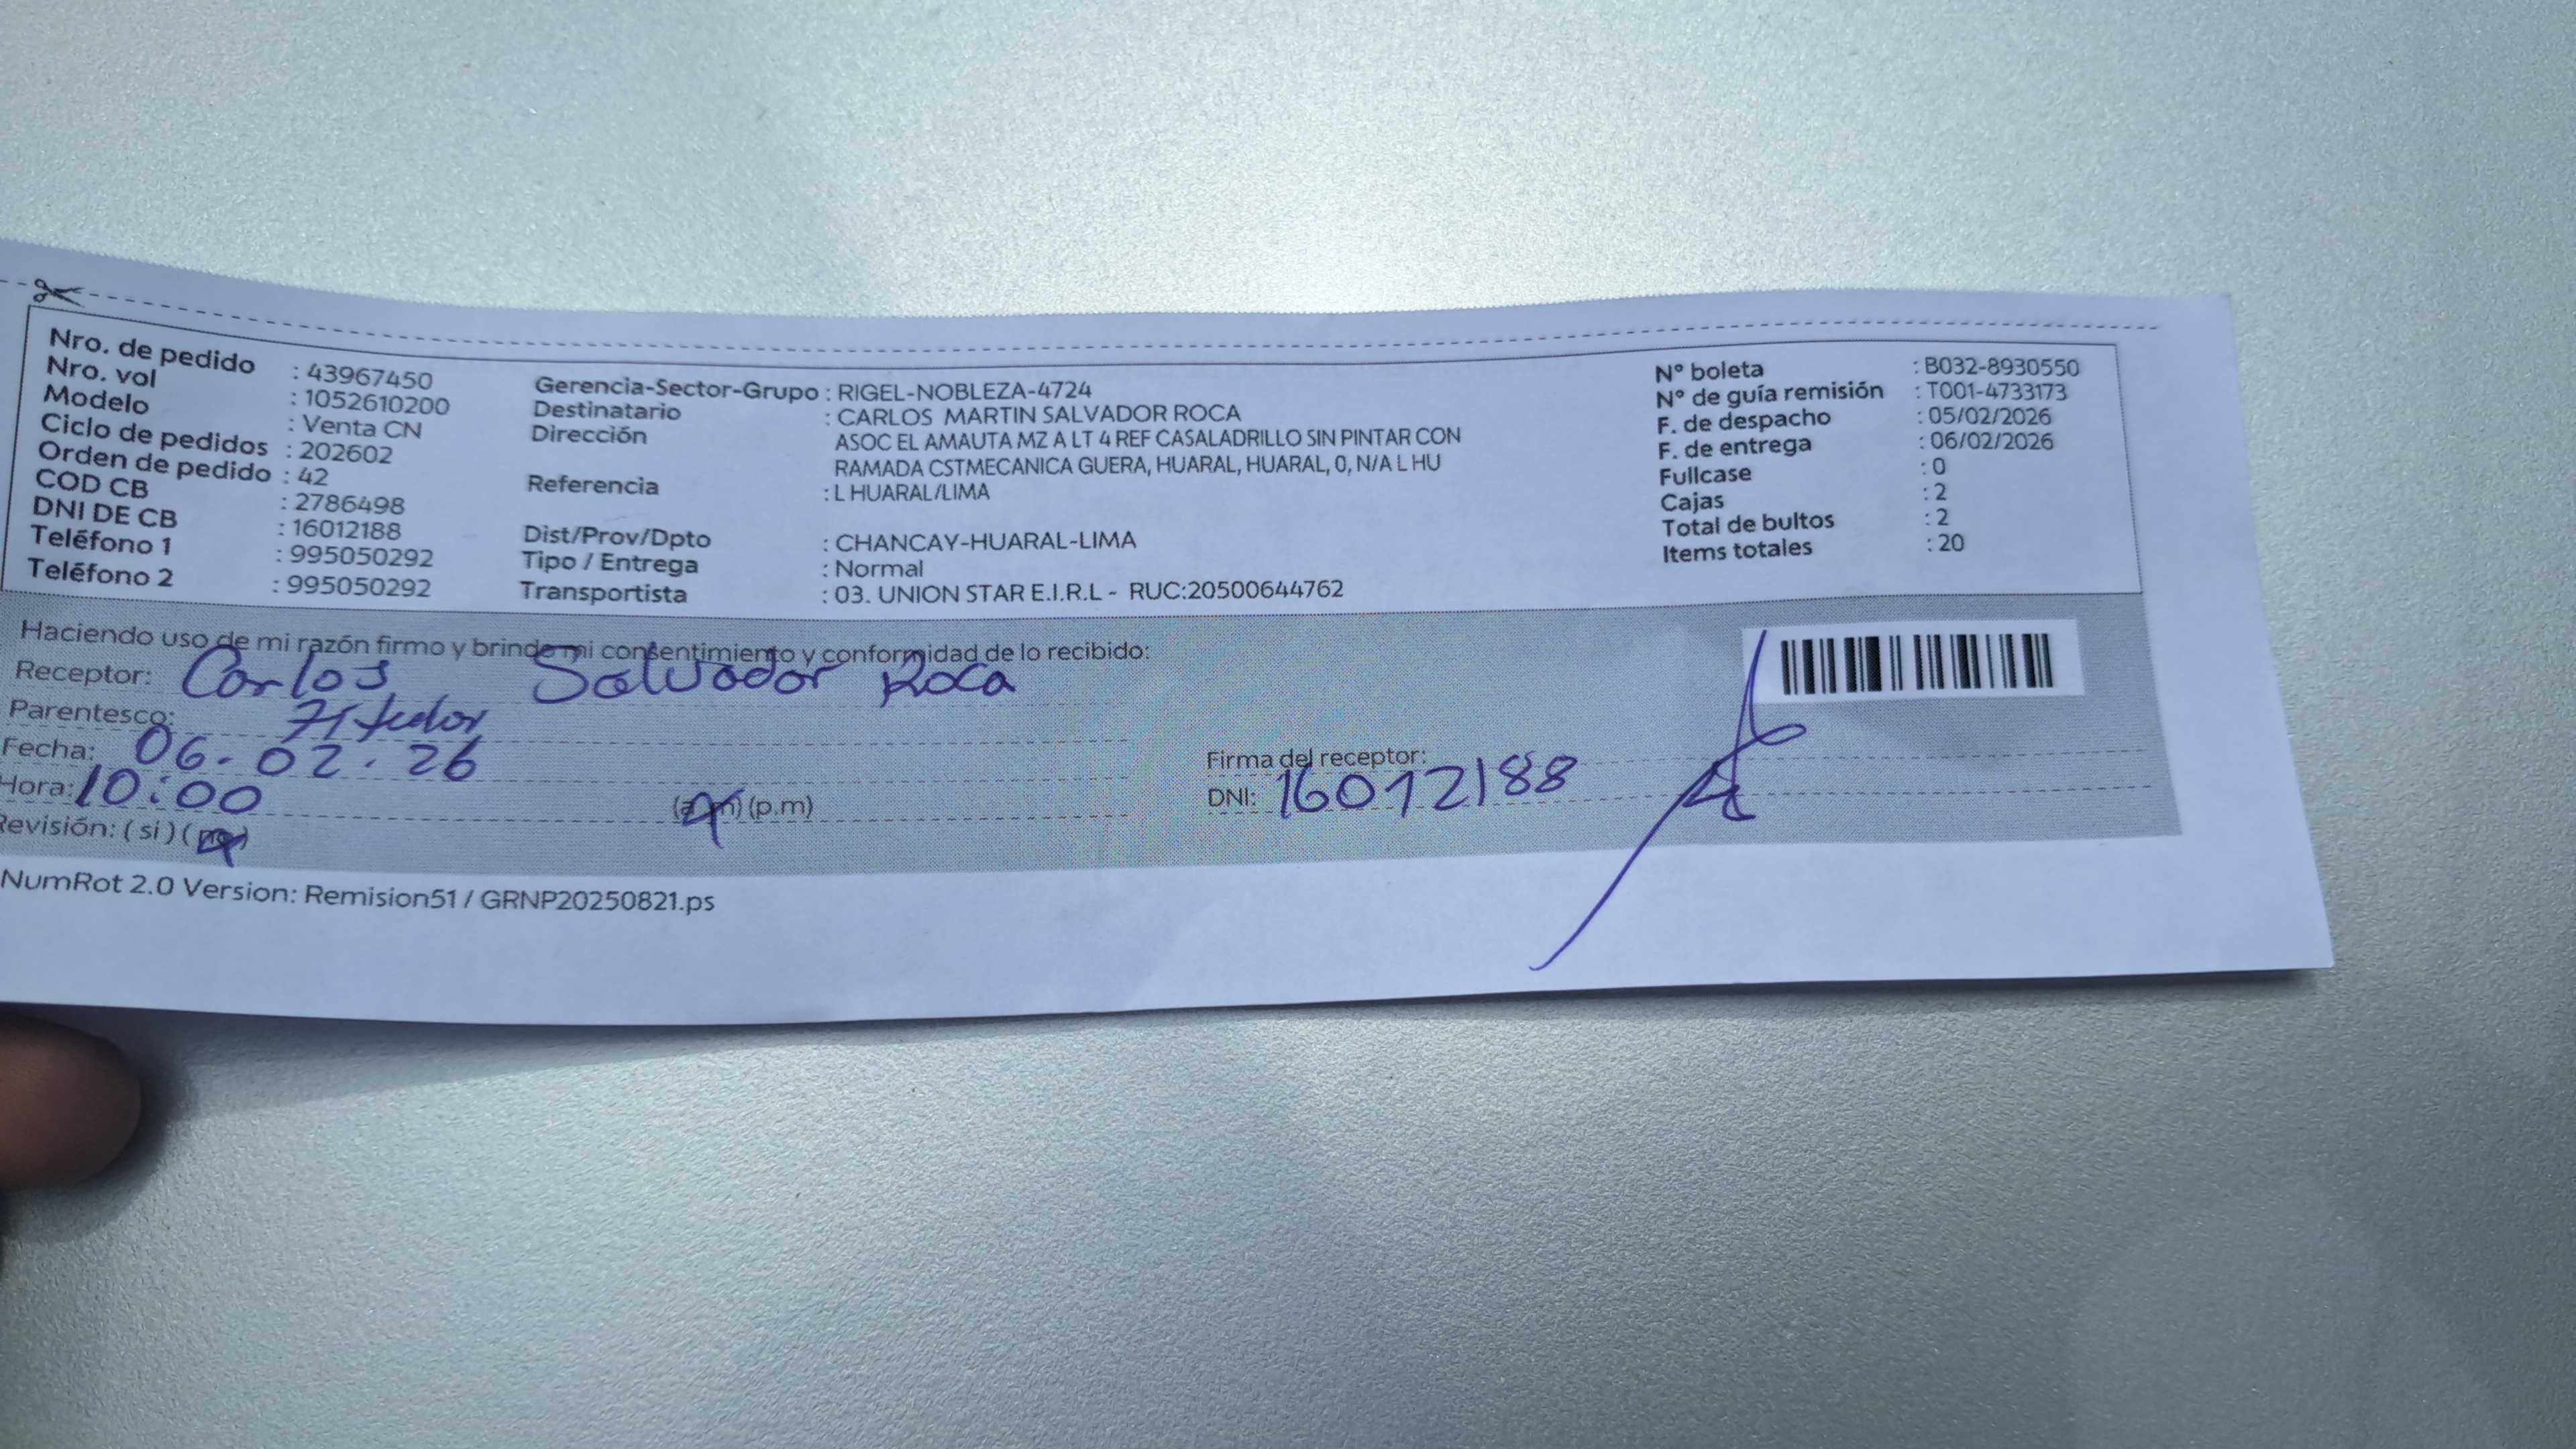 Nro. de pedido : 43967450
Nro. vol : 1052610200
Modelo : Venta CN
Ciclo de pedidos : 202602
Orden de pedido : 42
COD CB : 2786498
DNI DE CB : 16012188
Teléfono 1 : 995050292
Teléfono 2 : 995050292
Gerencia-Sector-Grupo : RIGEL-NOBLEZA-4724
Destinatario : CARLOS MARTIN SALVADOR ROCA
Dirección ASOC EL AMAUTA MZ A LT 4 REF CASALADRILLO SIN PINTAR CON
RAMADA CSTMECANICA GUERA, HUARAL, HUARAL, 0, N/A L HU
Referencia : L HUARAL/LIMA
Dist/Prov/Dpto : CHANCAY-HUARAL-LIMA
Tipo / Entrega : Normal
Transportista : 03. UNION STAR E.I.R.L - RUC:20500644762
N° boleta : B032-8930550
N° de guía remisión : T001-4733173
F. de despacho : 05/02/2026
F. de entrega : 06/02/2026
Fullcase : 0
Cajas : 2
Total de bultos : 2
Items totales : 20
Haciendo uso de mi razón firmo y brindo mi consentimiento y conformidad de lo recibido:
Receptor: Carlos Salvador Roca
Parentesco: Titular
Fecha: 06.02.26
Hora: 10:00 (a.m) (p.m)
Revisión: ( si ) ( no )
Firma del receptor:
DNI: 16012188
NumRot 2.0 Version: Remision51 / GRNP20250821.ps